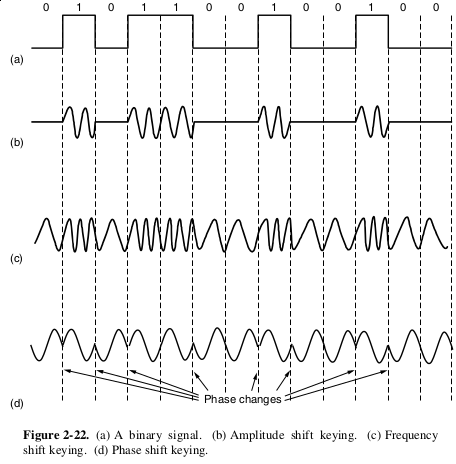 0 1 0 1 1 0 0 1 0 0 1 0 0
(a)
(b)
(c)
Phase changes
(d)
Figure 2-22. (a) A binary signal. (b) Amplitude shift keying. (c) Frequency
shift keying. (d) Phase shift keying.